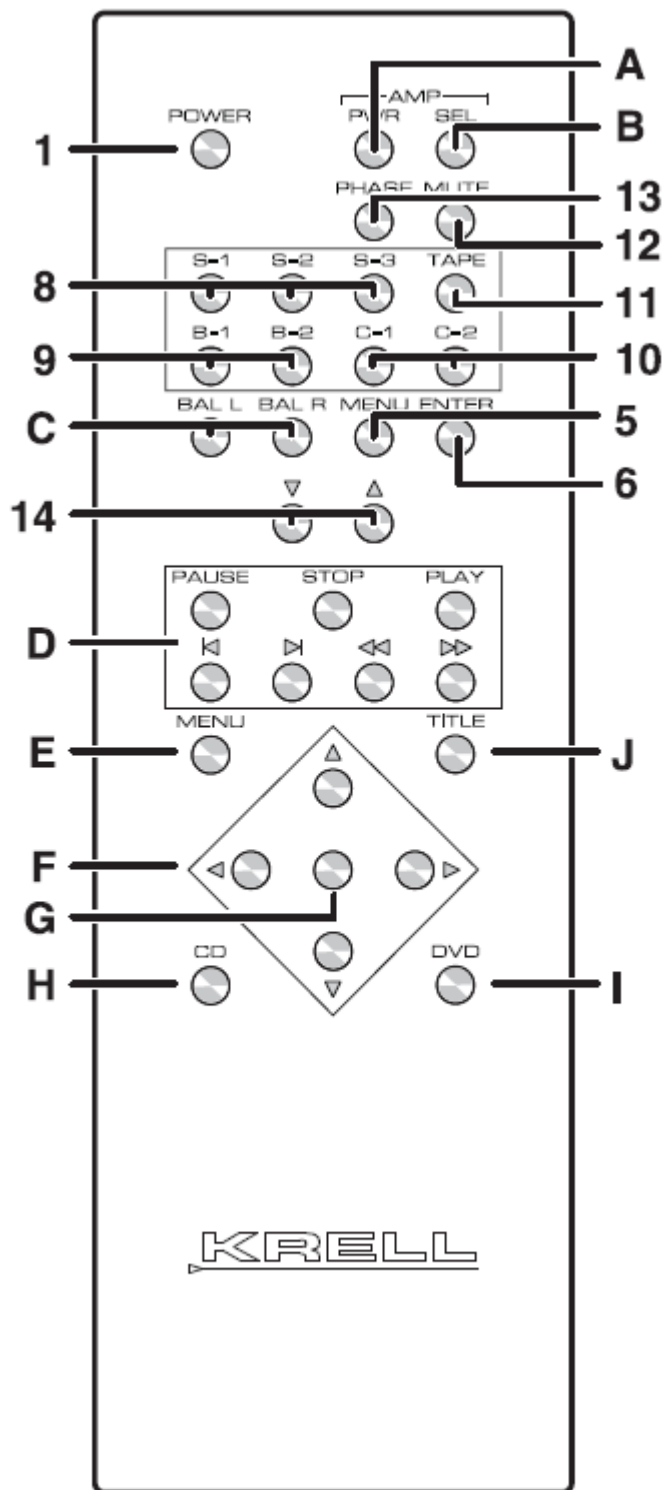 AMP
A
POWER PWR SEL
1 B
PHASE MUTE
13
12
S-1 S-2 S-3 TAPE
8 11
B-1 B-2 C-1 C-2
9 10
BAL L BAL R MENU ENTER
C 5
6
14
PAUSE STOP PLAY
D
MENU TITLE
E J
F
G
CD DVD
H I
KRELL